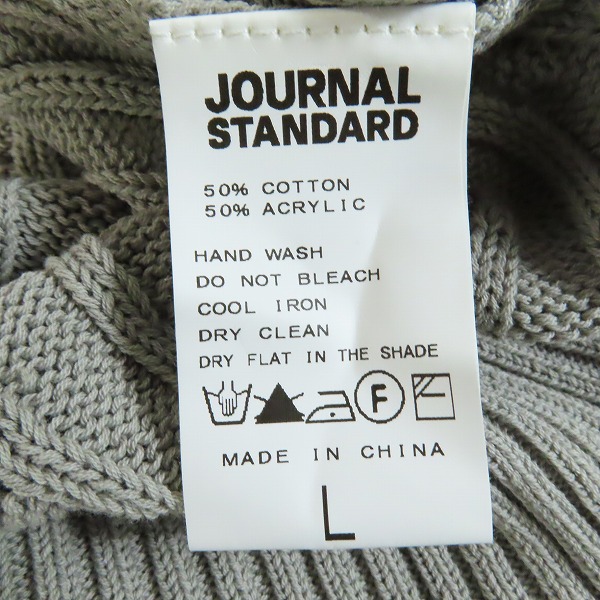 JOURNAL
STANDARD
50% COTTON
50% ACRYLIC
HAND WASH
DO NOT BLEACH
COOL IRON
DRY CLEAN
DRY FLAT IN THE SHADE
F
MADE IN CHINA
L